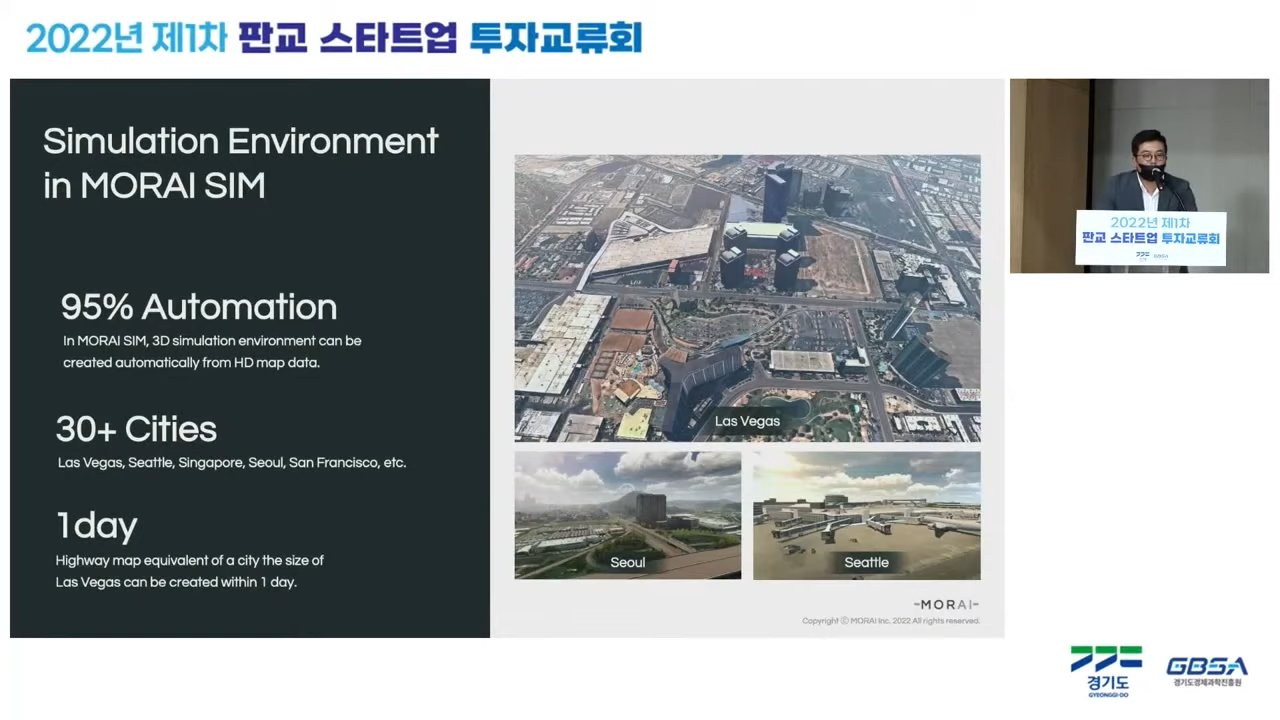 2022년 제1차 판교 스타트업 투자교류회
Simulation Environment
in MORAI SIM
95% Automation
In MORAI SIM, 3D simulation environment can be
created automatically from HD map data.
30+ Cities
Las Vegas, Seattle, Singapore, Seoul, San Francisco, etc.
1day
Highway map equivalent of a city the size of
Las Vegas can be created within 1 day.
Las Vegas
Seoul
Seattle
MORAI
Copyright ⓒ MORAI Inc. 2022 All rights reserved.
2022년 제1차
판교 스타트업 투자교류회
GBSA
경기도
GYEONGGI-DO
GBSA
경기도경제과학진흥원